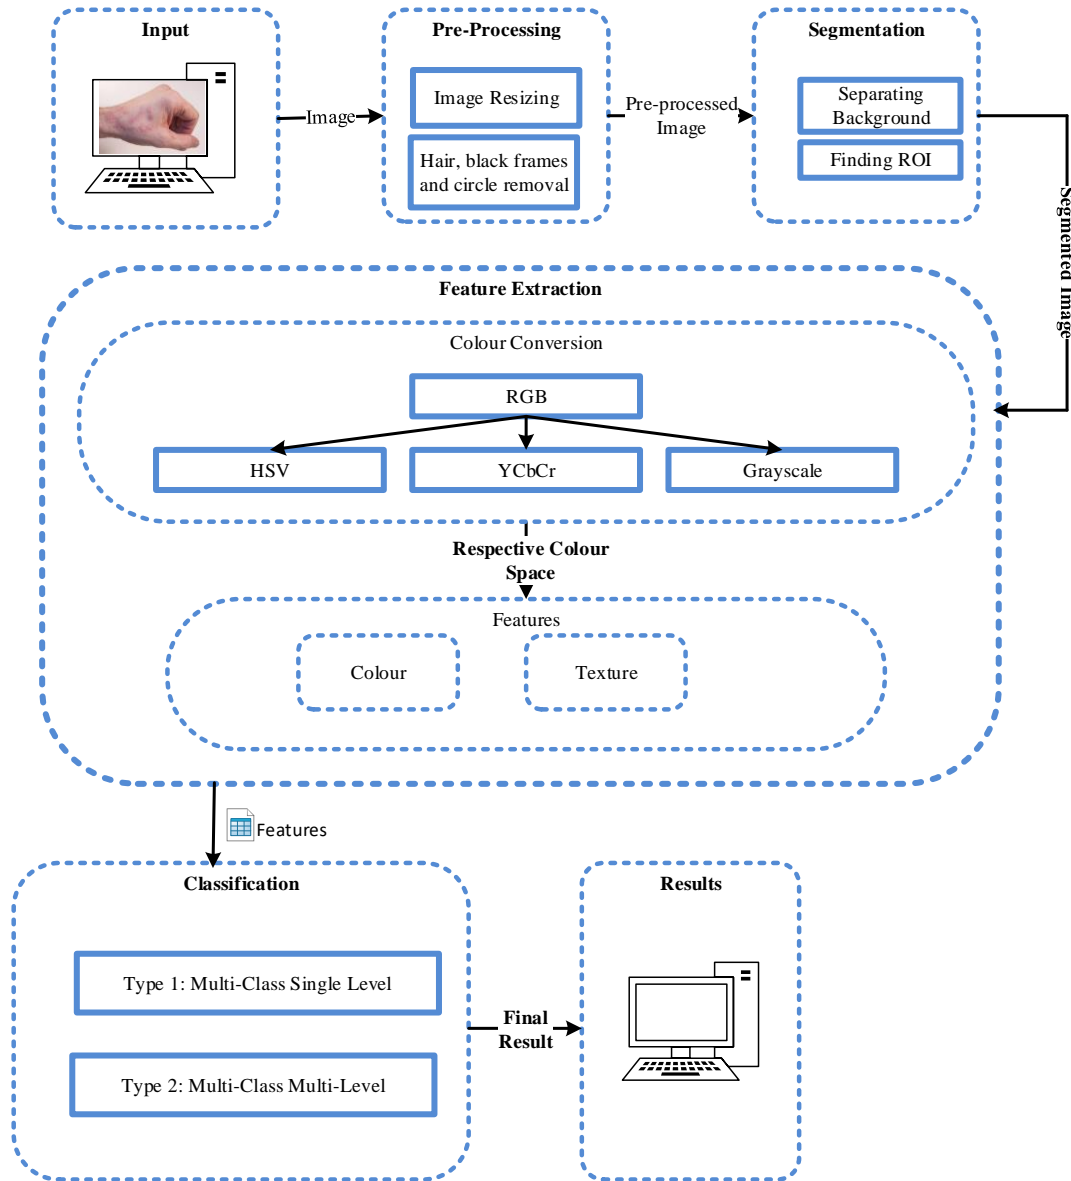 Input
Image
Pre-Processing
Image Resizing
Hair, black frames
and circle removal
Pre-processed
Image
Segmentation
Separating
Background
Finding ROI
Segmented Image
Feature Extraction
Colour Conversion
RGB
HSV
YCbCr
Grayscale
Respective Colour
Space
Features
Colour
Texture
Features
Classification
Type 1: Multi-Class Single Level
Type 2: Multi-Class Multi-Level
Final
Result
Results